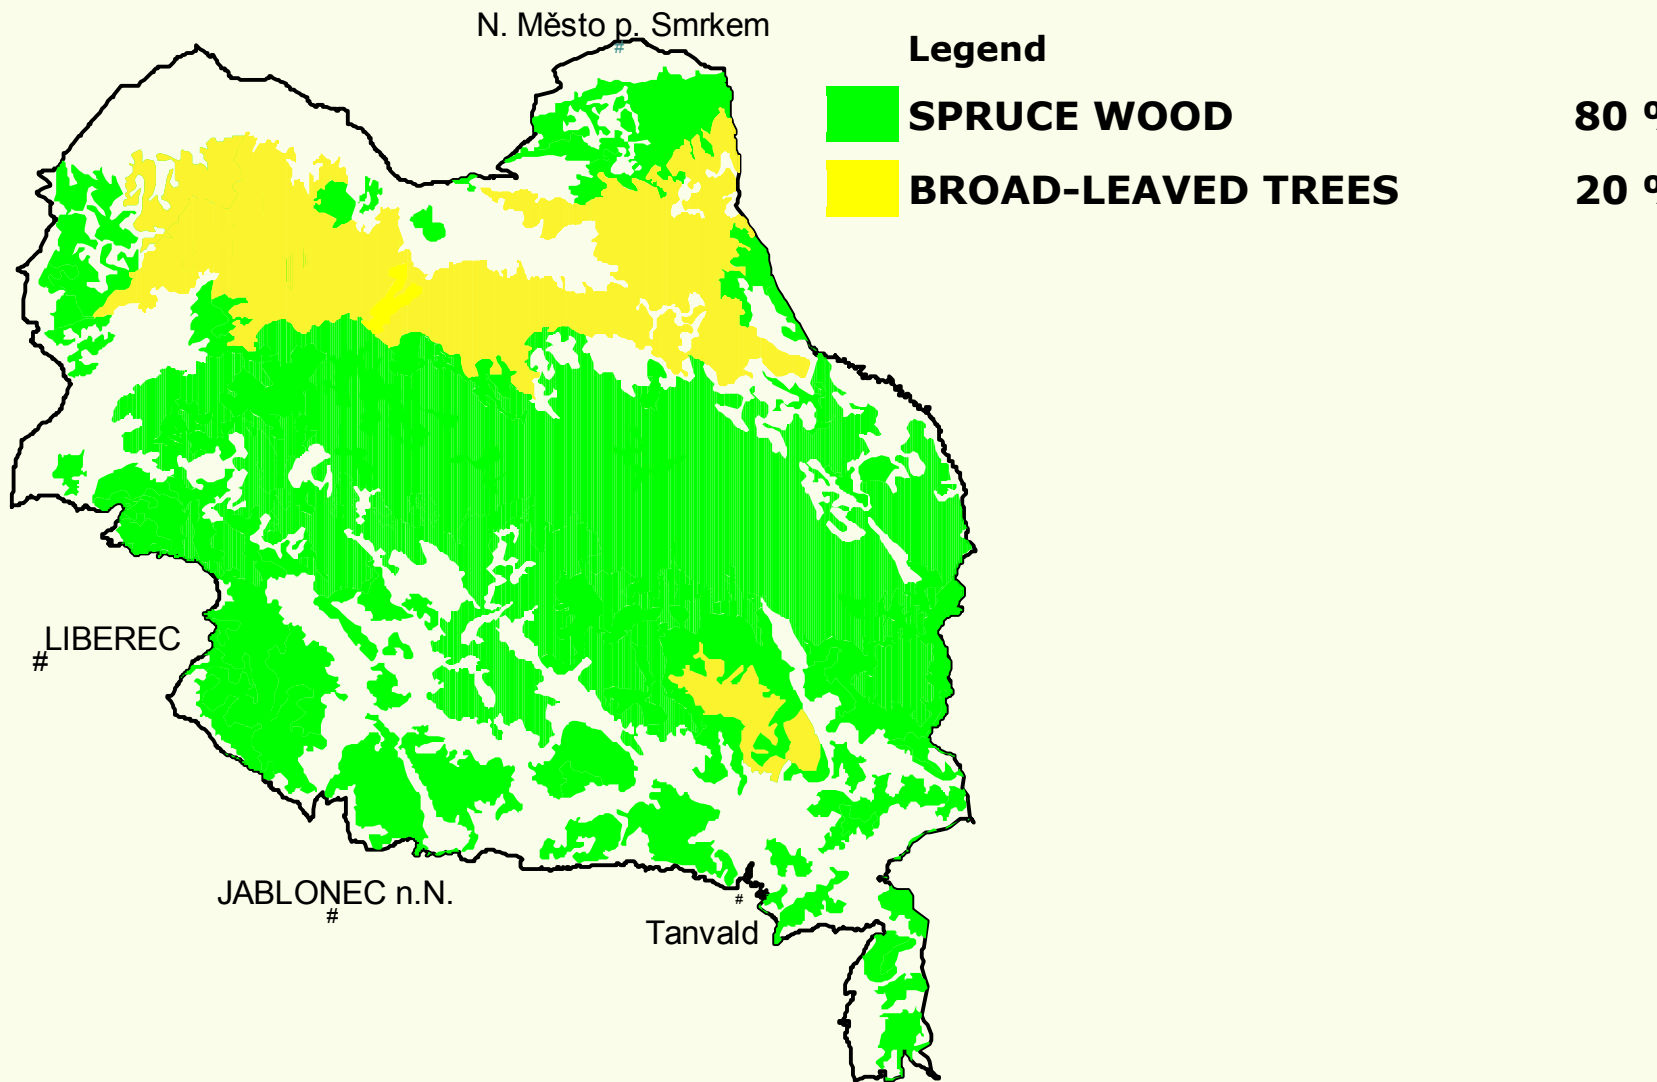 N. Město p. Smrkem
#
Legend
SPRUCE WOOD 80 %
BROAD-LEAVED TREES 20 %
LIBEREC
#
JABLONEC n.N.
#
#
Tanvald